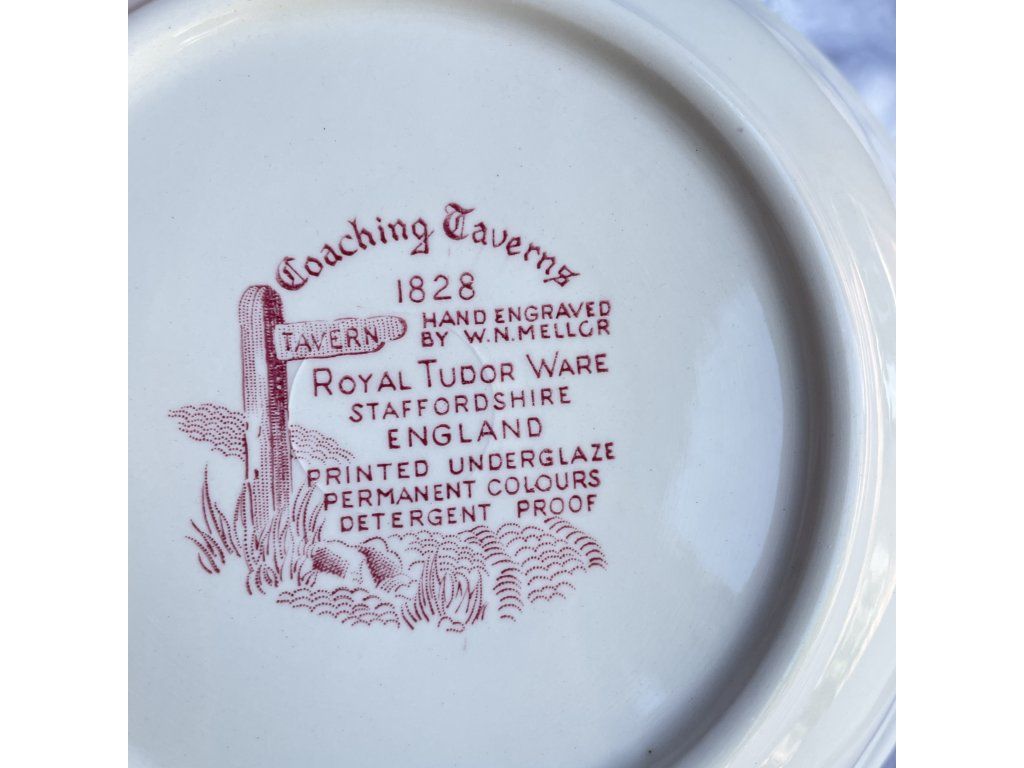 Coaching Taverns
1828
HAND ENGRAVED
BY W.N.MELLOR
TAVERN
ROYAL TUDOR WARE
STAFFORDSHIRE
ENGLAND
PRINTED UNDERGLAZE
PERMANENT COLOURS
DETERGENT PROOF